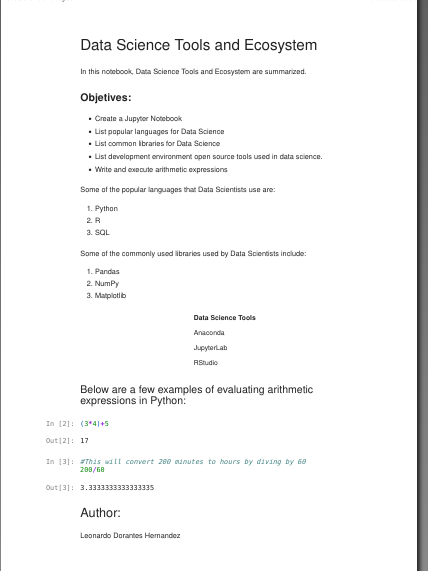 Data Science Tools and Ecosystem
In this notebook, Data Science Tools and Ecosystem are summarized.
Objetives:
• Create a Jupyter Notebook
• List popular languages for Data Science
• List common libraries for Data Science
• List development environment open source tools used in data science.
• Write and execute arithmetic expressions
Some of the popular languages that Data Scientists use are:
1. Python
2. R
3. SQL
Some of the commonly used libraries used by Data Scientists include:
1. Pandas
2. NumPy
3. Matplotlib
Data Science Tools
Anaconda
JupyterLab
RStudio
Below are a few examples of evaluating arithmetic
expressions in Python:
In [2]: (3*4)+5
Out[2]: 17
In [3]: #This will convert 200 minutes to hours by diving by 60
200/60
Out[3]: 3.3333333333333335
Author:
Leonardo Dorantes Hernandez